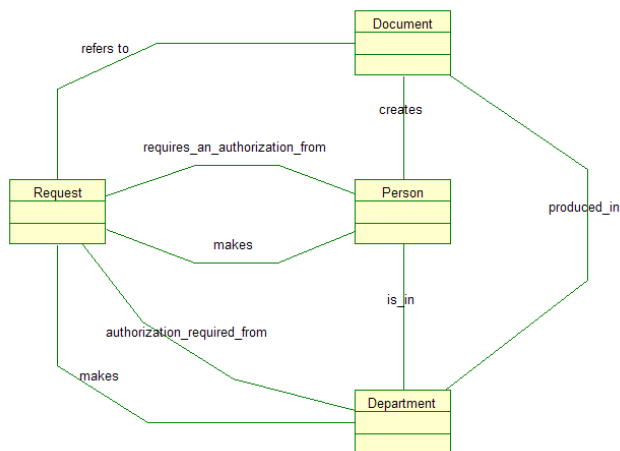 Document
refers to
creates
requires_an_authorization_from
Request
Person
produced_in
makes
is_in
authorization_required_from
makes
Department